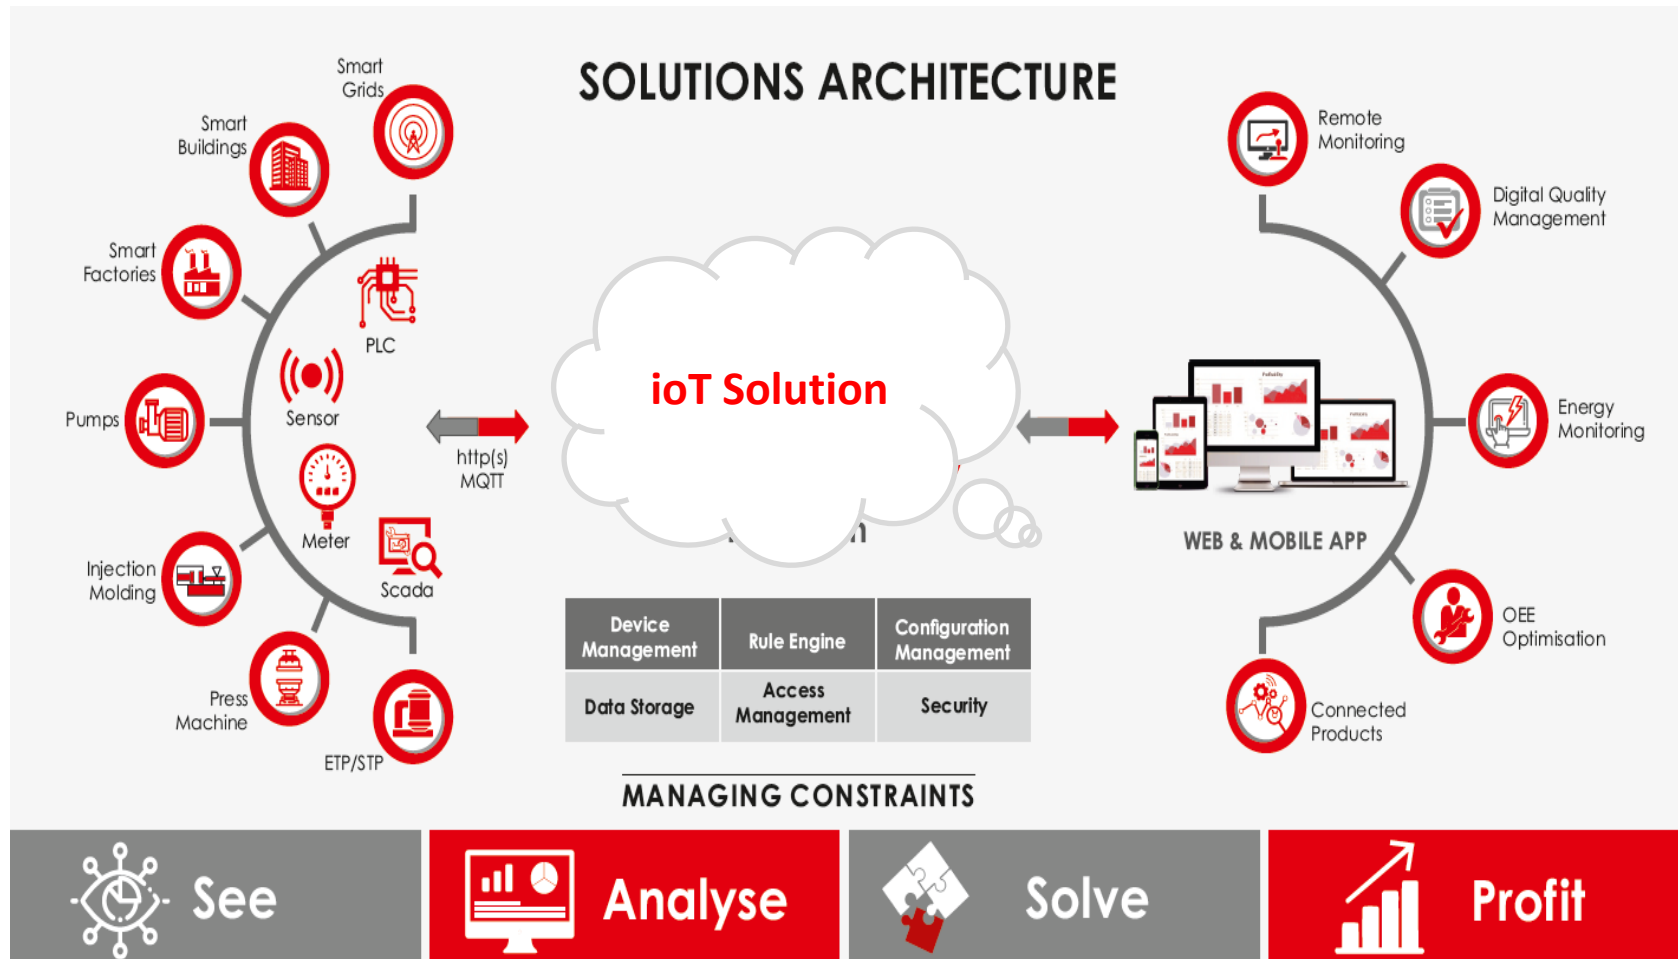 SOLUTIONS ARCHITECTURE
Smart
Grids
Smart
Buildings
Smart
Factories
Pumps
Injection
Molding
Press
Machine
ETP/STP
PLC
Sensor
Meter
Scada
http(s)
MQTT
ioT Solution
Device
Management
Rule Engine
Configuration
Management
Data Storage
Access
Management
Security
MANAGING CONSTRAINTS
WEB & MOBILE APP
Remote
Monitoring
Digital Quality
Management
Energy
Monitoring
OEE
Optimisation
Connected
Products
See
Analyse
Solve
Profit